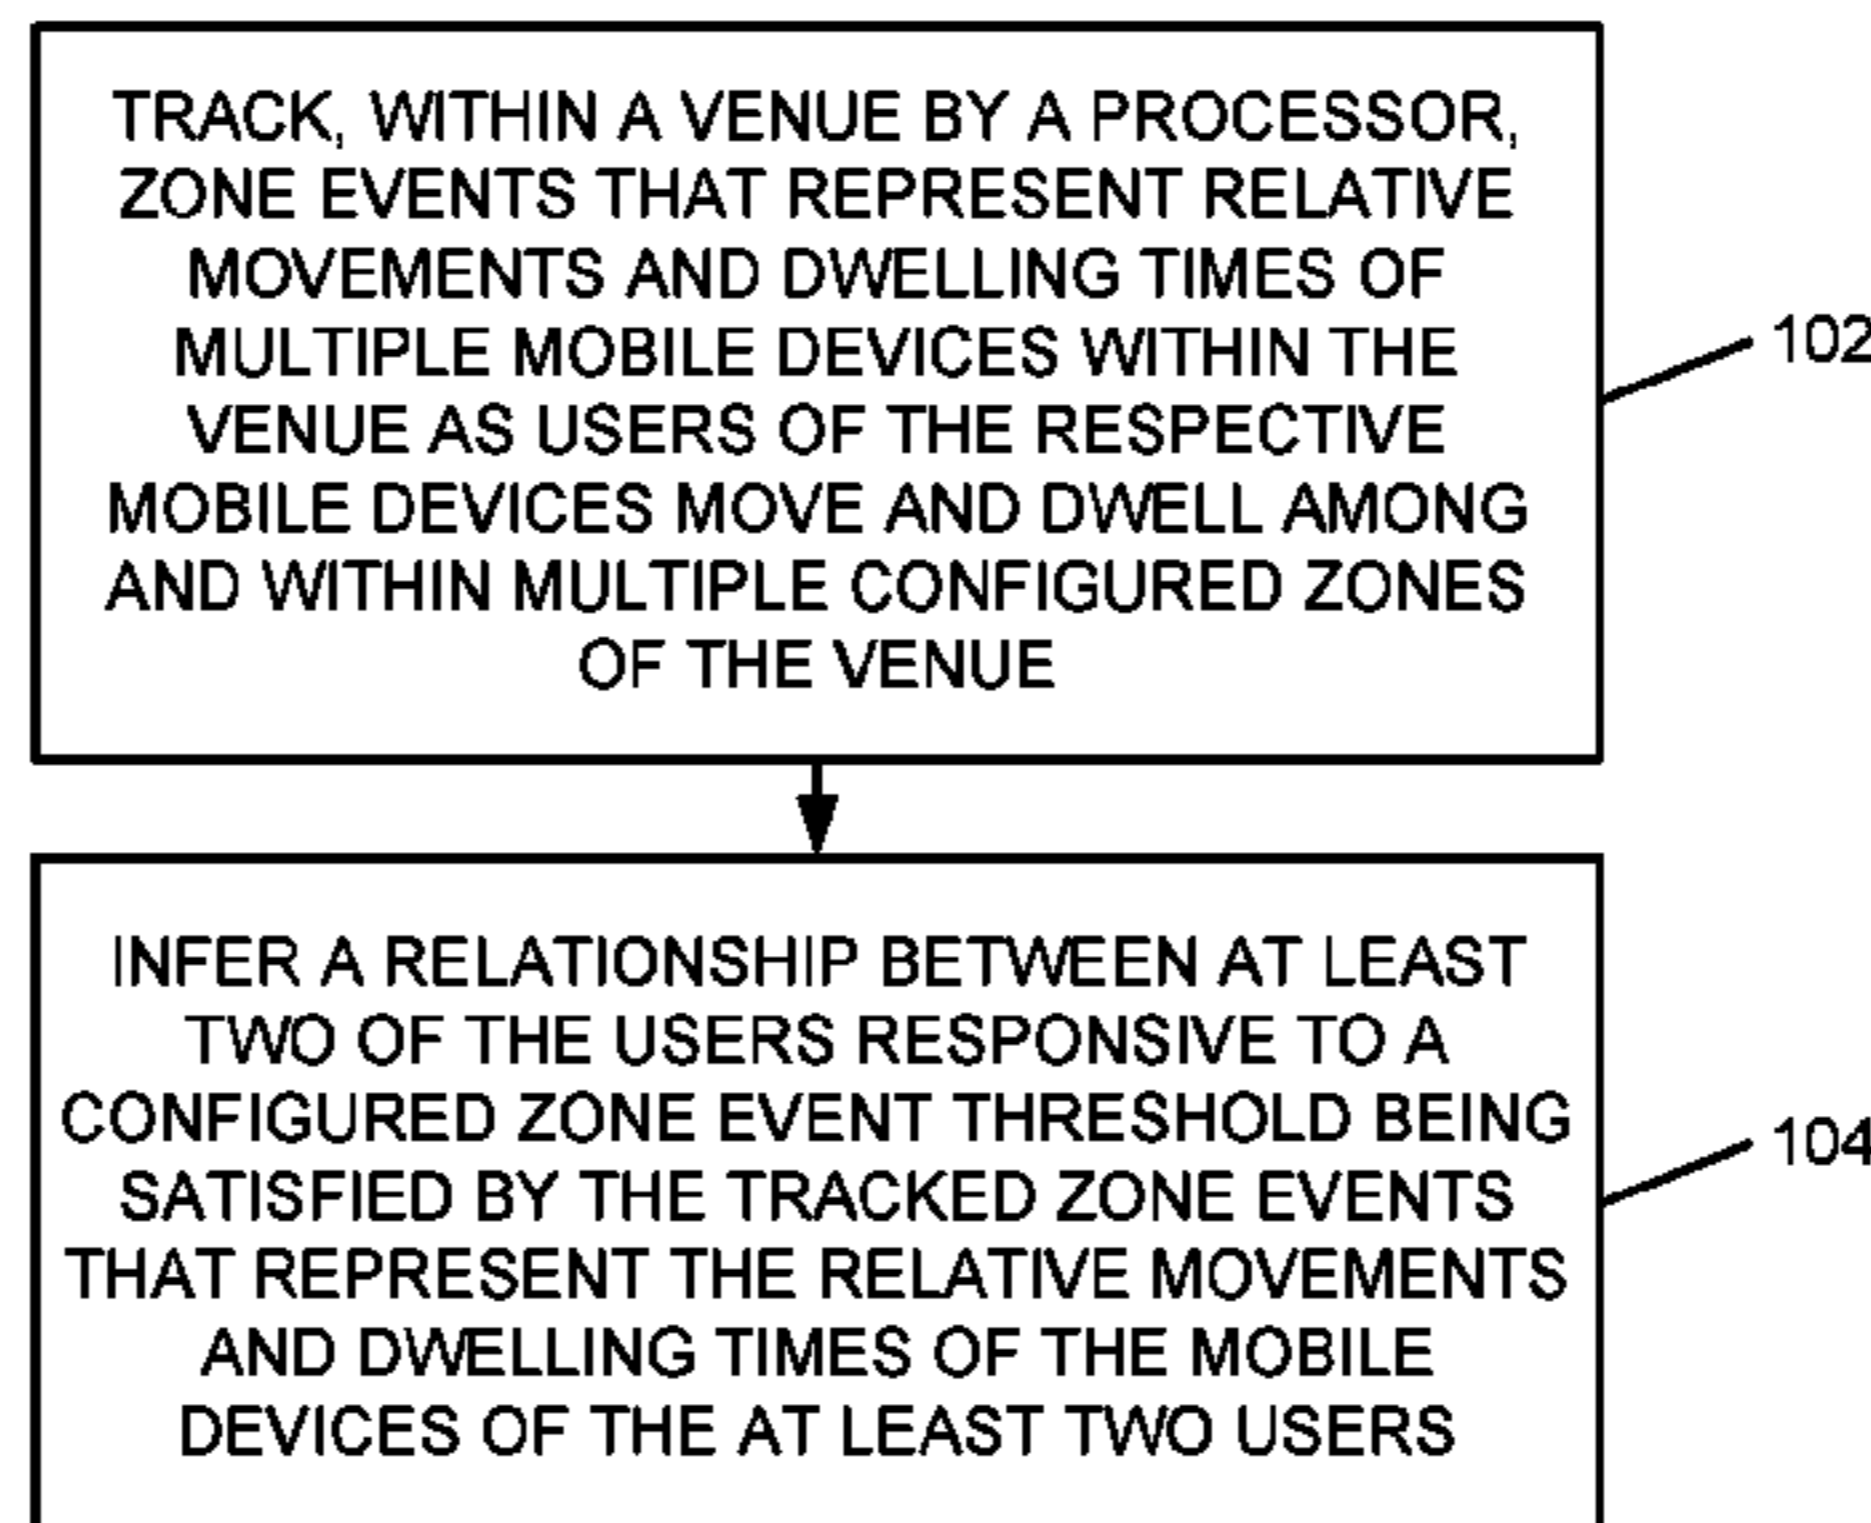 TRACK, WITHIN A VENUE BY A PROCESSOR,
ZONE EVENTS THAT REPRESENT RELATIVE
MOVEMENTS AND DWELLING TIMES OF
MULTIPLE MOBILE DEVICES WITHIN THE
VENUE AS USERS OF THE RESPECTIVE
MOBILE DEVICES MOVE AND DWELL AMONG
AND WITHIN MULTIPLE CONFIGURED ZONES
OF THE VENUE
102
INFER A RELATIONSHIP BETWEEN AT LEAST
TWO OF THE USERS RESPONSIVE TO A
CONFIGURED ZONE EVENT THRESHOLD BEING
SATISFIED BY THE TRACKED ZONE EVENTS
THAT REPRESENT THE RELATIVE MOVEMENTS
AND DWELLING TIMES OF THE MOBILE
DEVICES OF THE AT LEAST TWO USERS
104